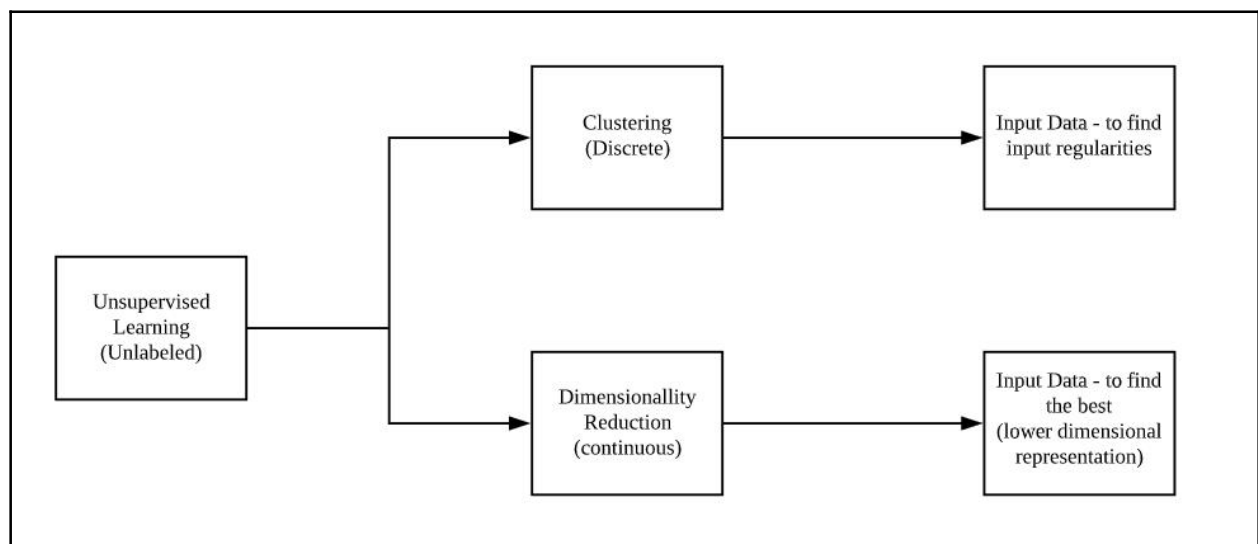 Unsupervised
Learning
(Unlabeled)
Clustering
(Discrete)
Input Data - to find
input regularities
Dimensionallity
Reduction
(continuous)
Input Data - to find
the best
(lower dimensional
representation)